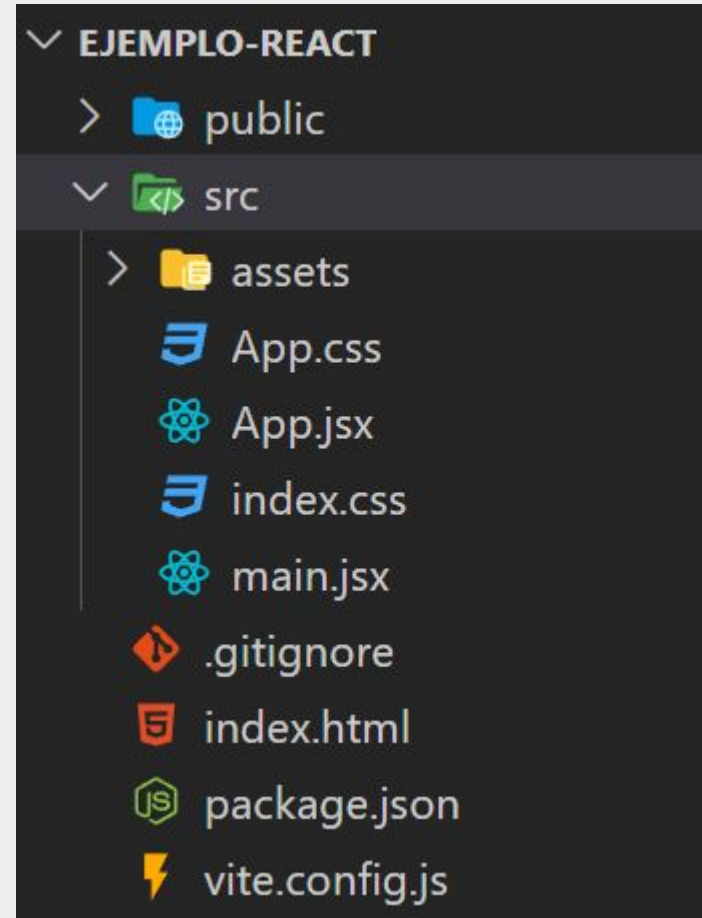 EJEMPLO-REACT
public
src
assets
App.css
App.jsx
index.css
main.jsx
.gitignore
index.html
package.json
vite.config.js